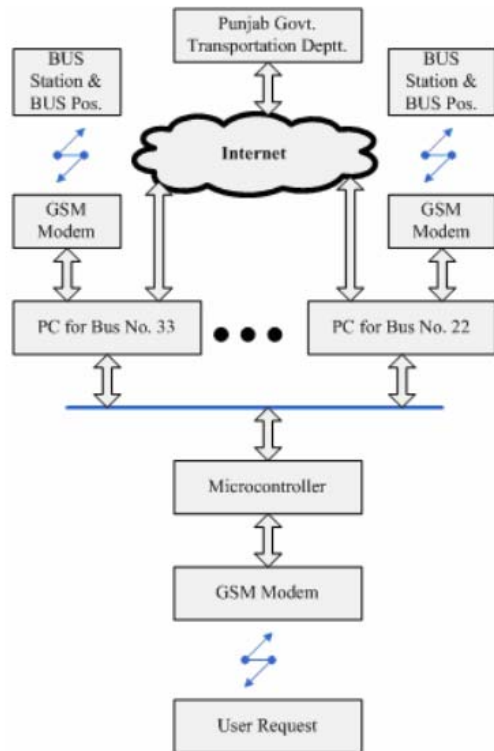 Punjab Govt.
Transportation Deptt.
BUS
Station &
BUS Pos.
BUS
Station &
BUS Pos.
Internet
GSM
Modem
GSM
Modem
PC for Bus No. 33
PC for Bus No. 22
Microcontroller
GSM Modem
User Request